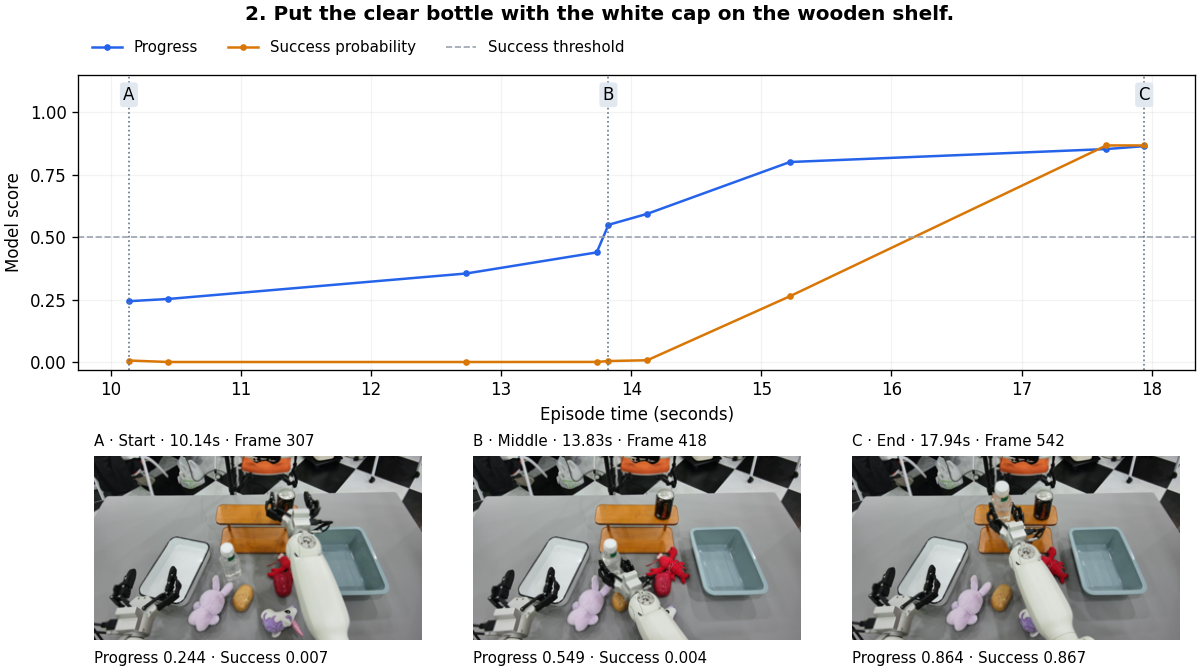 2. Put the clear bottle with the white cap on the wooden shelf.
Progress
Success probability
Success threshold
A
B
C
1.00
0.75
0.50
0.25
0.00
Model score
10
11
12
13
14
15
16
17
18
Episode time (seconds)
A · Start · 10.14s · Frame 307
B · Middle · 13.83s · Frame 418
C · End · 17.94s · Frame 542
Progress 0.244 · Success 0.007
Progress 0.549 · Success 0.004
Progress 0.864 · Success 0.867